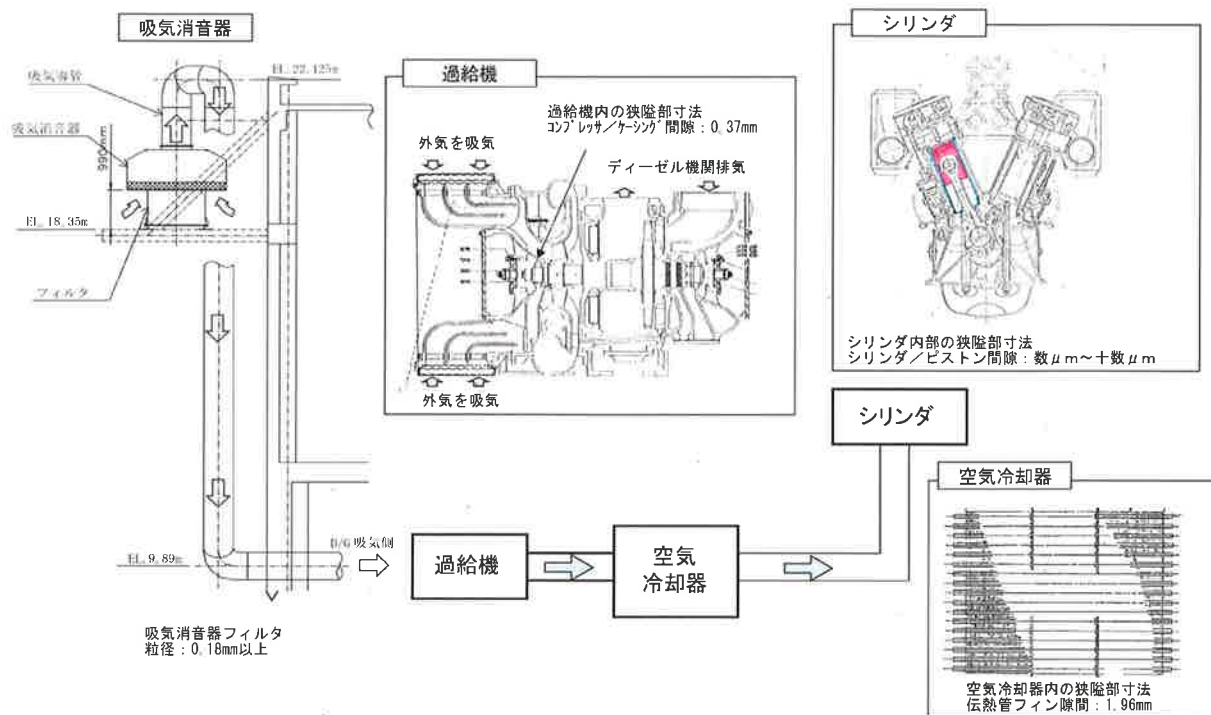 吸気消音器
EL.22.125m
吸気導管
吸気消音器
990mm
EL.18.35m
フィルタ
EL.9.89m
D/G吸気側
吸気消音器フィルタ
粒径：0.18mm以上
過給機
過給機内の狭隘部寸法
コンプレッサ／ケーシング間隙：0.37mm
外気を吸気
ディーゼル機関排気
外気を吸気
シリンダ
シリンダ内部の狭隘部寸法
シリンダ／ピストン間隙：数μm～十数μm
過給機
空気
冷却器
シリンダ
空気冷却器
空気冷却器内の狭隘部寸法
伝熱管フィン隙間：1.96mm